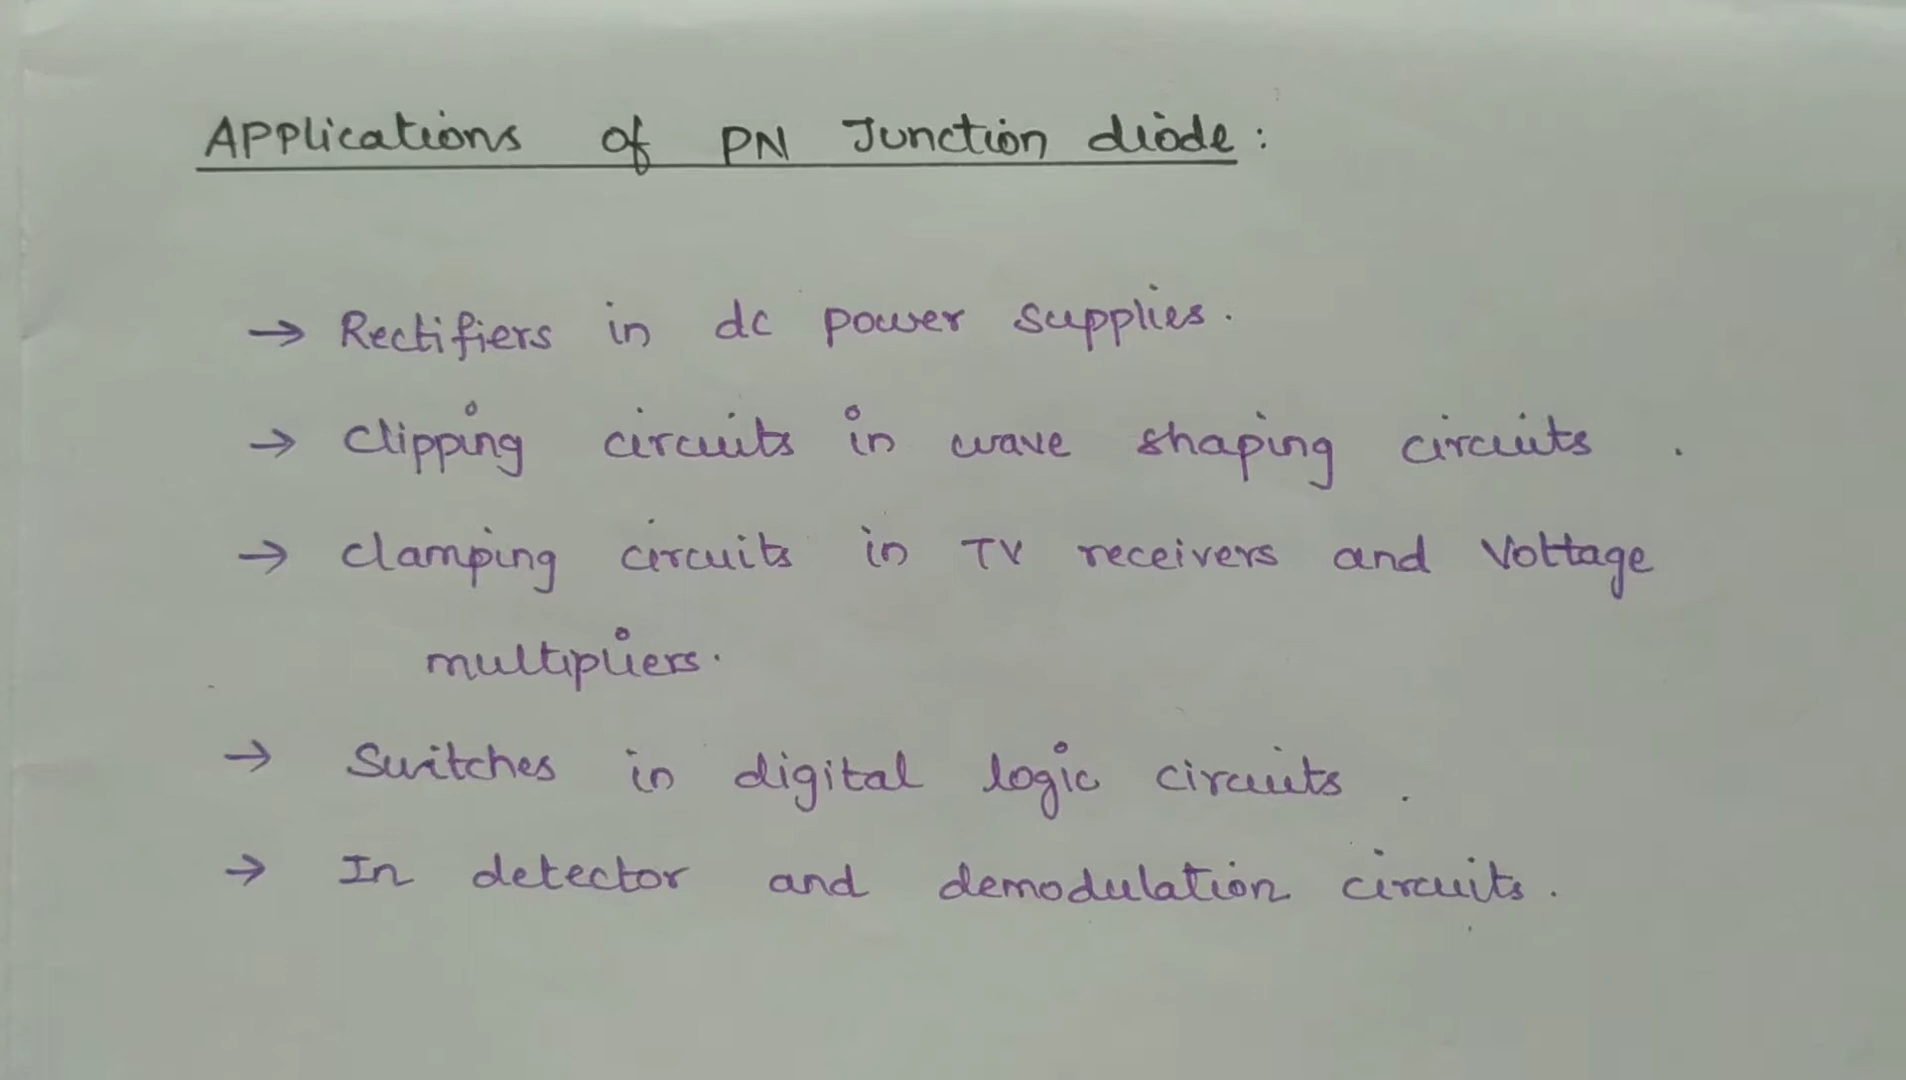 Applications of PN Junction diode:
→ Rectifiers in dc power supplies.
→ Clipping circuits in wave shaping circuits.
→ Clamping circuits in TV receivers and Voltage
multipliers.
→ Switches in digital logic circuits.
→ In detector and demodulation circuits.